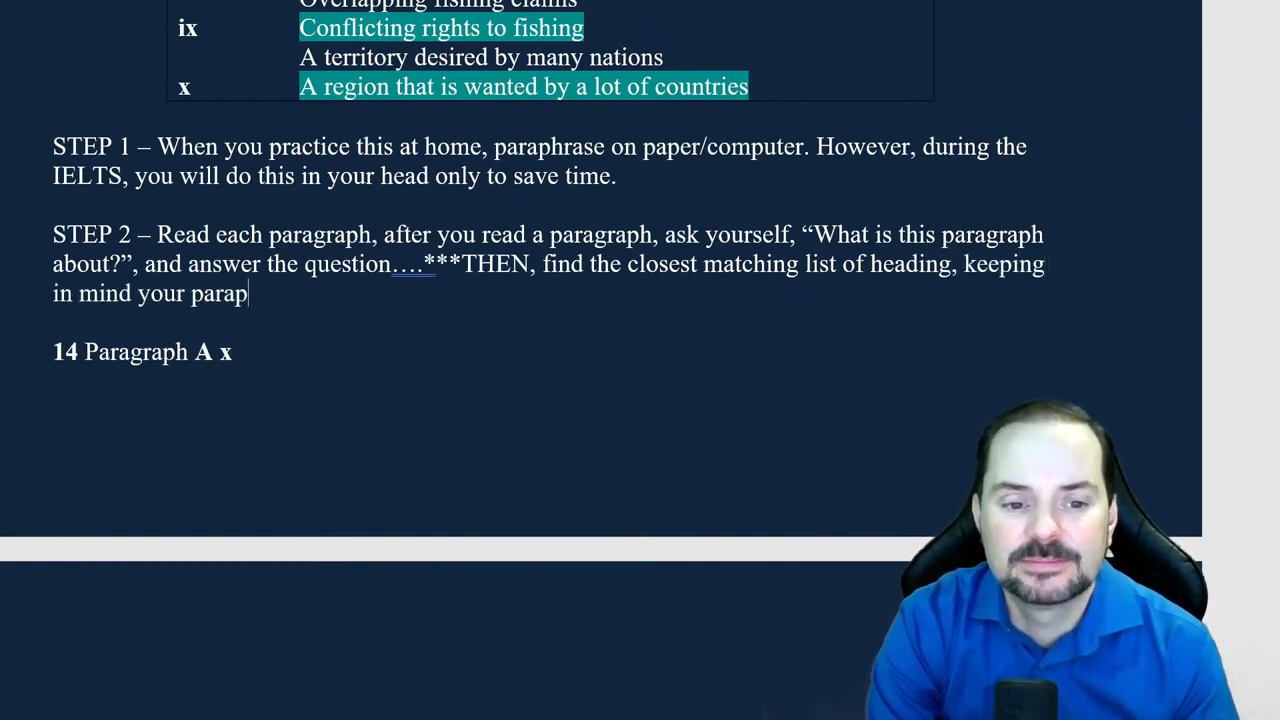 Overlapping fishing claims
ix Conflicting rights to fishing
A territory desired by many nations
x A region that is wanted by a lot of countries
STEP 1 – When you practice this at home, paraphrase on paper/computer. However, during the
IELTS, you will do this in your head only to save time.
STEP 2 – Read each paragraph, after you read a paragraph, ask yourself, “What is this paragraph
about?”, and answer the question….***THEN, find the closest matching list of heading, keeping
in mind your parap
14 Paragraph A x